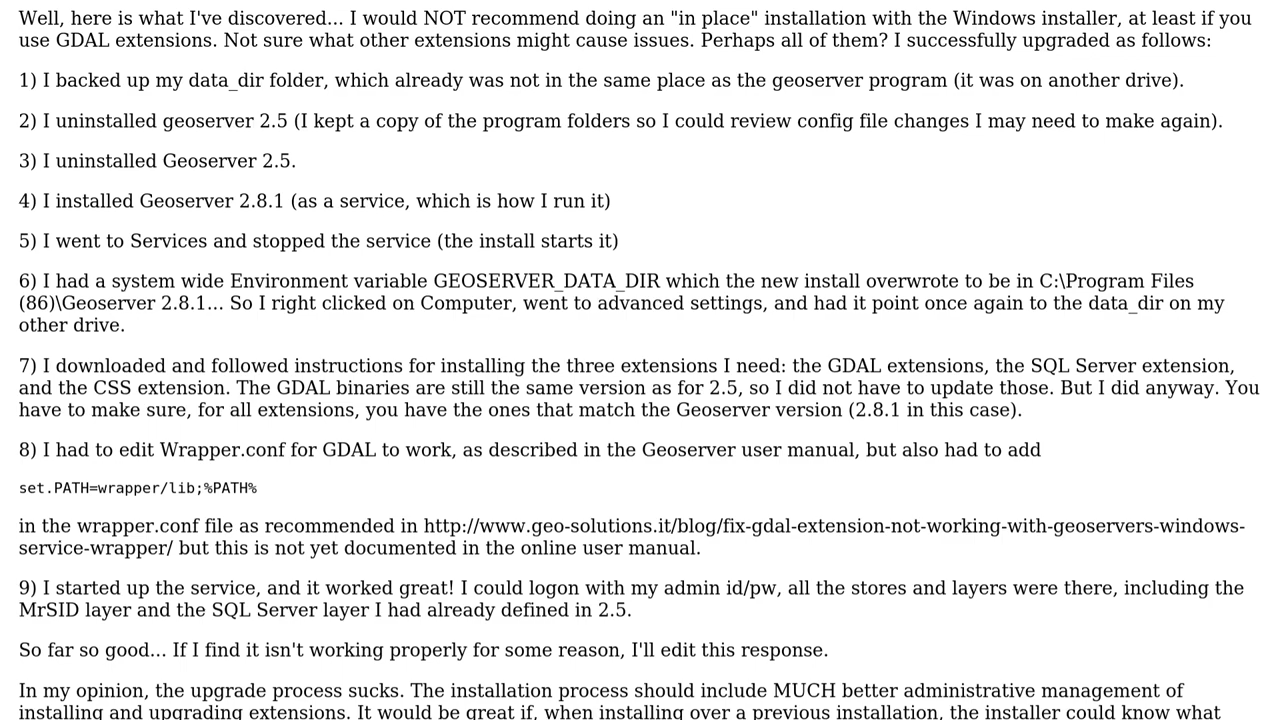 Well, here is what I've discovered... I would NOT recommend doing an "in place" installation with the Windows installer, at least if you
use GDAL extensions. Not sure what other extensions might cause issues. Perhaps all of them? I successfully upgraded as follows:
1) I backed up my data_dir folder, which already was not in the same place as the geoserver program (it was on another drive).
2) I uninstalled geoserver 2.5 (I kept a copy of the program folders so I could review config file changes I may need to make again).
3) I uninstalled Geoserver 2.5.
4) I installed Geoserver 2.8.1 (as a service, which is how I run it)
5) I went to Services and stopped the service (the install starts it)
6) I had a system wide Environment variable GEOSERVER_DATA_DIR which the new install overwrote to be in C:\Program Files
(86)\Geoserver 2.8.1... So I right clicked on Computer, went to advanced settings, and had it point once again to the data_dir on my
other drive.
7) I downloaded and followed instructions for installing the three extensions I need: the GDAL extensions, the SQL Server extension,
and the CSS extension. The GDAL binaries are still the same version as for 2.5, so I did not have to update those. But I did anyway. You
have to make sure, for all extensions, you have the ones that match the Geoserver version (2.8.1 in this case).
8) I had to edit Wrapper.conf for GDAL to work, as described in the Geoserver user manual, but also had to add
set.PATH=wrapper/lib;%PATH%
in the wrapper.conf file as recommended in http://www.geo-solutions.it/blog/fix-gdal-extension-not-working-with-geoservers-windows-
service-wrapper/ but this is not yet documented in the online user manual.
9) I started up the service, and it worked great! I could logon with my admin id/pw, all the stores and layers were there, including the
MrSID layer and the SQL Server layer I had already defined in 2.5.
So far so good... If I find it isn't working properly for some reason, I'll edit this response.
In my opinion, the upgrade process sucks. The installation process should include MUCH better administrative management of
installing and upgrading extensions. It would be great if, when installing over a previous installation, the installer could know what